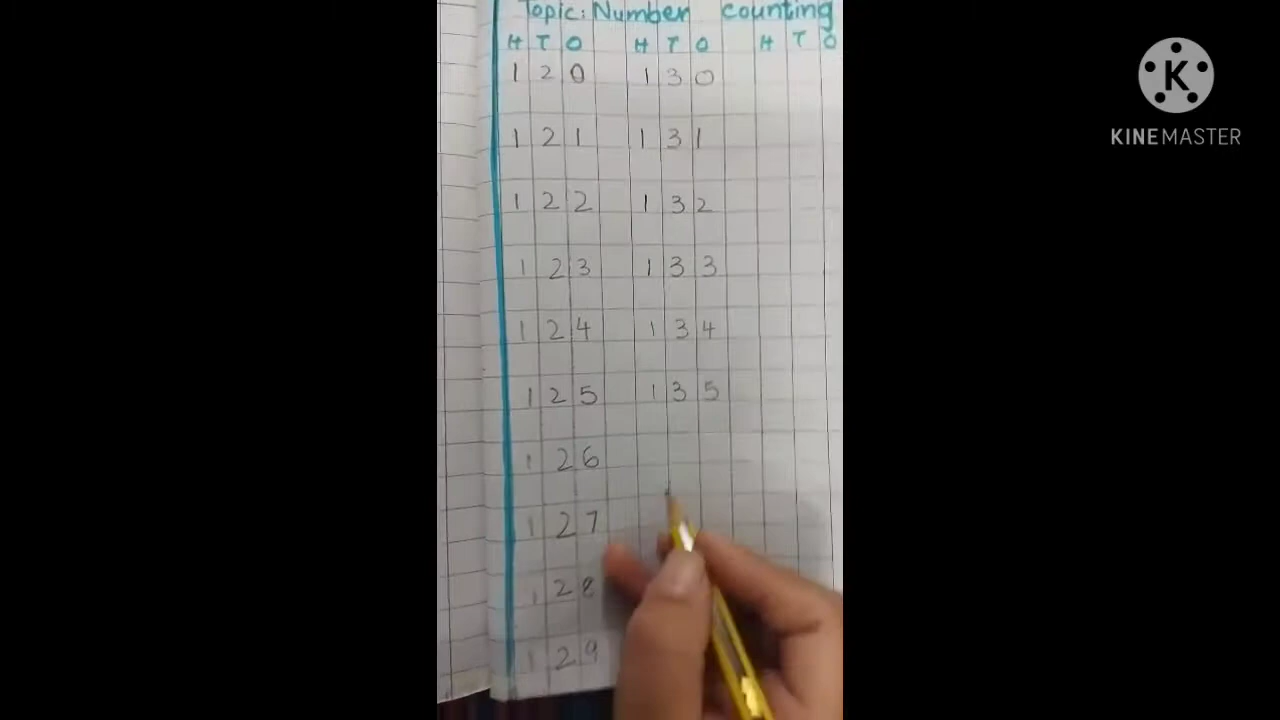 Topic: Number counting
H T O H T O H T O
1 2 0 1 3 0
1 2 1 1 3 1
1 2 2 1 3 2
1 2 3 1 3 3
1 2 4 1 3 4
1 2 5 1 3 5
1 2 6
1 2 7
1 2 8
1 2 9
K
KINEMASTER